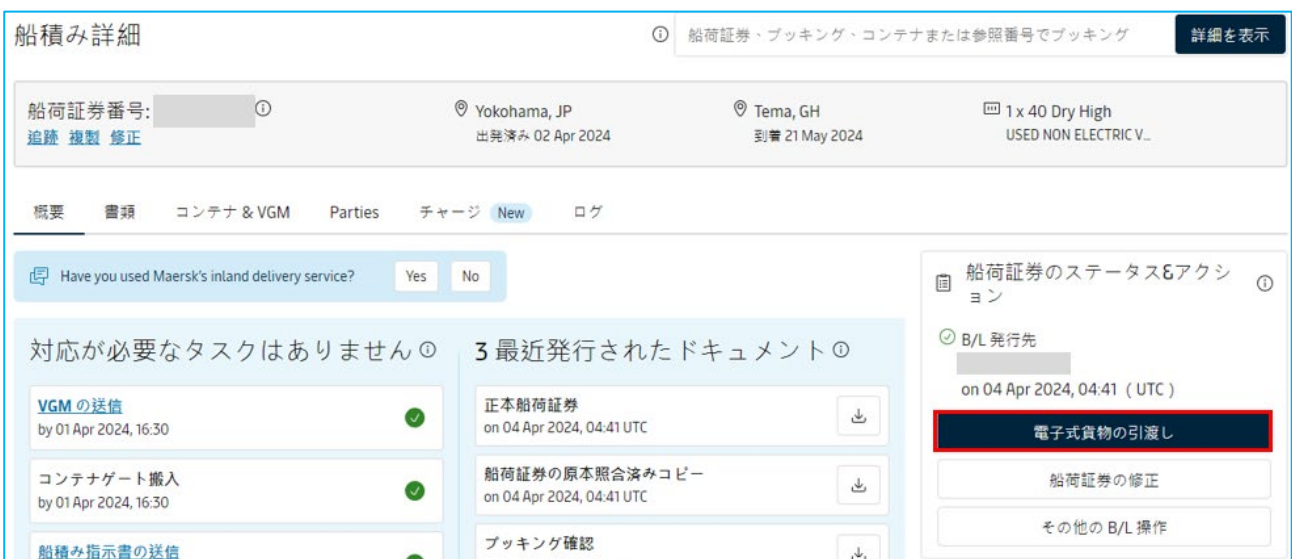 船積み詳細
船荷証券、ブッキング、コンテナまたは参照番号でブッキング
詳細を表示
船荷証券番号:
追跡 複製 修正
Yokohama, JP
出発済み 02 Apr 2024
Tema, GH
到着 21 May 2024
1 x 40 Dry High
USED NON ELECTRIC V...
概要 書類 コンテナ & VGM Parties チャージ New ログ
Have you used Maersk's inland delivery service? Yes No
対応が必要なタスクはありません
VGM の送信
by 01 Apr 2024, 16:30
コンテナゲート搬入
by 01 Apr 2024, 16:30
船積み指示書の送信
3 最近発行されたドキュメント
正本船荷証券
on 04 Apr 2024, 04:41 UTC
船荷証券の原本照合済みコピー
on 04 Apr 2024, 04:41 UTC
ブッキング確認
船荷証券のステータス&アクシ
ョン
B/L 発行先
on 04 Apr 2024, 04:41 ( UTC )
電子式貨物の引渡し
船荷証券の修正
その他の B/L 操作